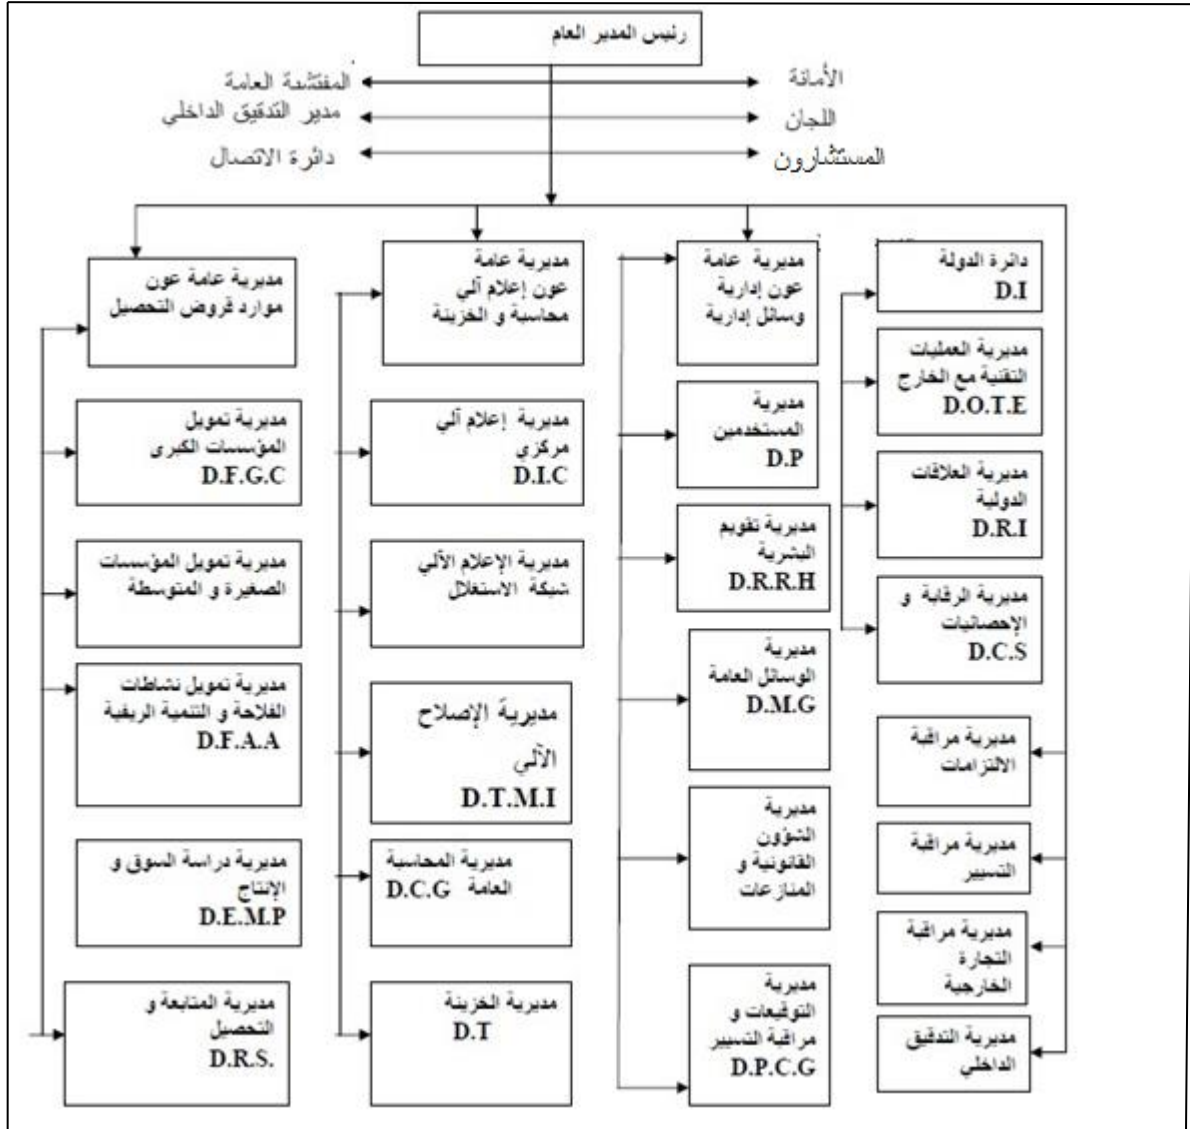 رئيس المدير العام
الأمانة
المفتشة العامة
اللجان
مدير التدقيق الداخلي
المستشارون
دائرة الاتصال
دائرة الدولة
D.I
مديرية العمليات
التقنية مع الخارج
D.O.T.E
مديرية العلاقات
الدولية
D.R.I
مديرية الرقابة و
الإحصائيات
D.C.S
مديرية مراقبة
الالتزامات
مديرية مراقبة
التسيير
مديرية مراقبة
التجارة
الخارجية
مديرية التدقيق
الداخلي
مديرية عامة
عون إدارية
وسائل إدارية
مديرية
المستخدمين
D.P
مديرية تقويم
البشرية
D.R.R.H
مديرية
الوسائل العامة
D.M.G
مديرية
الشؤون
القانونية و
المنازعات
مديرية
التوقيعات و
مراقبة التسيير
D.P.C.G
مديرية عامة
عون إعلام آلي
محاسبة و الخزينة
مديرية إعلام آلي
مركزي
D.I.C
مديرية الإعلام الآلي
شبكة الاستغلال
مديرية الإصلاح
الآلي
D.T.M.I
مديرية المحاسبة
العامة D.C.G
مديرية الخزينة
D.T
مديرية عامة عون
موارد قروض التحصيل
مديرية تمويل
المؤسسات الكبرى
D.F.G.C
مديرية تمويل المؤسسات
الصغيرة و المتوسطة
مديرية تمويل نشاطات
الفلاحة و التنمية الريفية
D.F.A.A
مديرية دراسة السوق و
الإنتاج
D.E.M.P
مديرية المتابعة و
التحصيل
D.R.S.